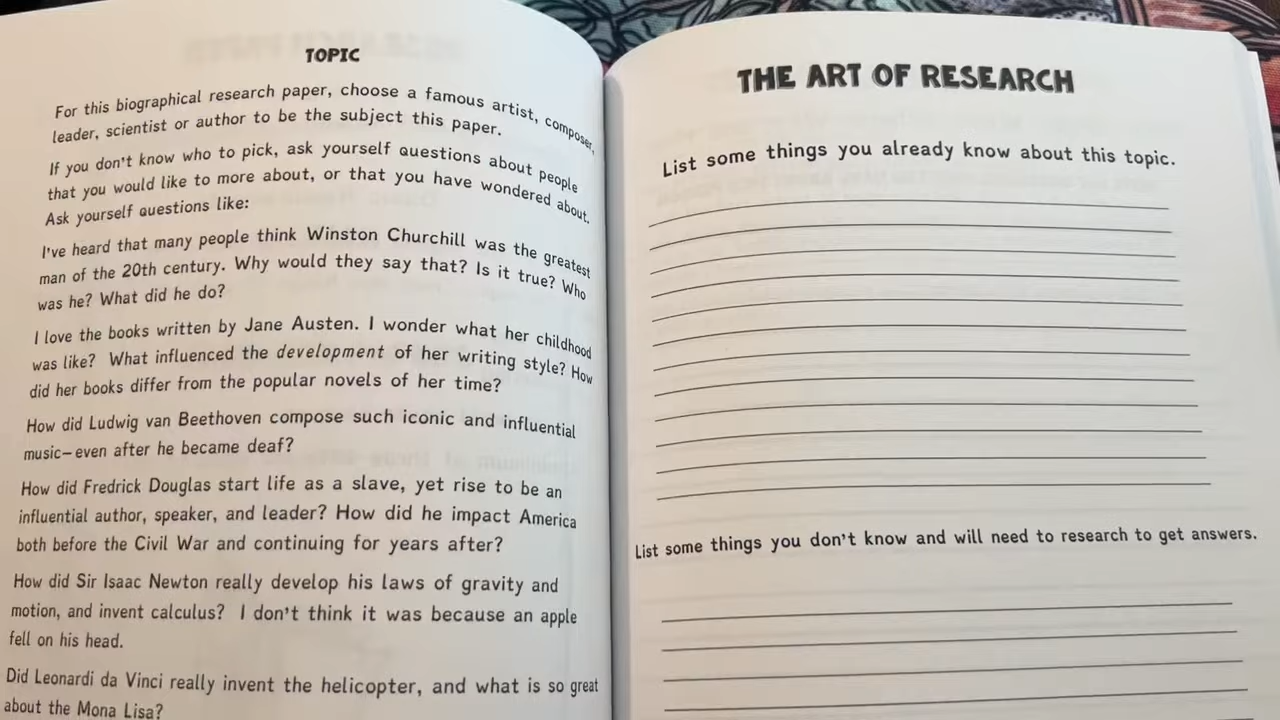 TOPIC
For this biographical research paper, choose a famous artist, composer,
leader, scientist or author to be the subject this paper.
If you don't know who to pick, ask yourself questions about people
that you would like to more about, or that you have wondered about.
Ask yourself questions like:
I've heard that many people think Winston Churchill was the greatest
man of the 20th century. Why would they say that? Is it true? Who
was he? What did he do?
I love the books written by Jane Austen. I wonder what her childhood
was like? What influenced the development of her writing style? How
did her books differ from the popular novels of her time?
How did Ludwig van Beethoven compose such iconic and influential
music–even after he became deaf?
How did Fredrick Douglas start life as a slave, yet rise to be an
influential author, speaker, and leader? How did he impact America
both before the Civil War and continuing for years after?
How did Sir Isaac Newton really develop his laws of gravity and
motion, and invent calculus? I don't think it was because an apple
fell on his head.
Did Leonardi da Vinci really invent the helicopter, and what is so great
about the Mona Lisa?
THE ART OF RESEARCH
List some things you already know about this topic.
List some things you don't know and will need to research to get answers.